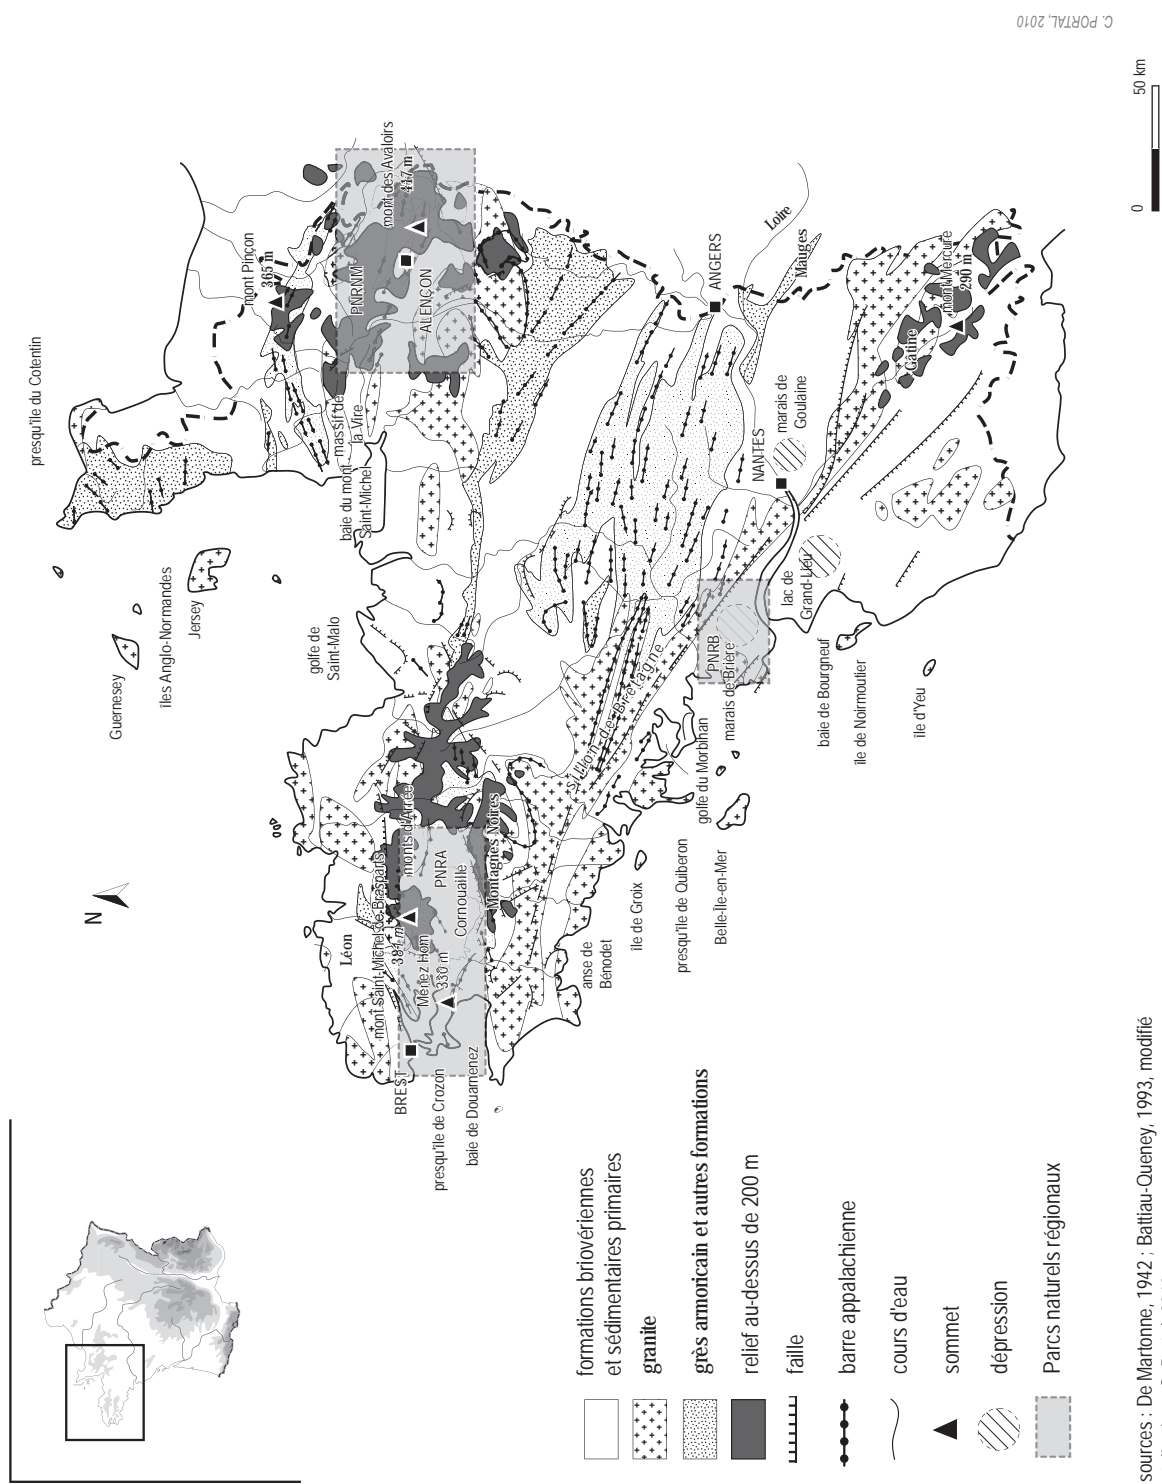 C. PORTAL, 2010
N
presqu'île du Cotentin
Guernesey
îles Anglo-Normandes
Jersey
golfe de
Saint-Malo
baie du mont
Saint-Michel
massif de
la Vire
mont Pinçon
365 m
PNRNM
mont des Avaloirs
417 m
ALENÇON
Léon
mont Saint-Michel de Brasparts
384 m
monts d'Arrée
BREST
Ménez Hom
330 m
PNRA
Cornouaille
Montagnes Noires
presqu'île de Crozon
baie de Douarnenez
anse de
Bénodet
île de Groix
presqu'île de Quiberon
Belle-Île-en-Mer
golfe du Morbihan
sillon de Bretagne
PNRB
marais de Brière
lac de
Grand-Lieu
NANTES
marais de
Goulaine
ANGERS
Loire
Mauges
baie de Bourgneuf
île de Noirmoutier
île d'Yeu
Gâtine
mont Mercure
290 m
0
50 km
formations briovériennes
et sédimentaires primaires
granite
grès armoricain et autres formations
relief au-dessus de 200 m
faille
barre appalachienne
cours d'eau
sommet
dépression
Parcs naturels régionaux
sources : De Martonne, 1942 ; Battiau-Queney, 1993, modifié